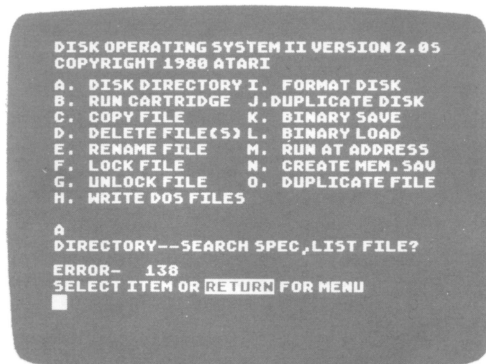 DISK OPERATING SYSTEM II VERSION 2.0S
COPYRIGHT 1980 ATARI
A. DISK DIRECTORY I. FORMAT DISK
B. RUN CARTRIDGE J.DUPLICATE DISK
C. COPY FILE K. BINARY SAVE
D. DELETE FILE(S) L. BINARY LOAD
E. RENAME FILE M. RUN AT ADDRESS
F. LOCK FILE N. CREATE MEM.SAV
G. UNLOCK FILE O. DUPLICATE FILE
H. WRITE DOS FILES
A
DIRECTORY--SEARCH SPEC,LIST FILE?
ERROR- 138
SELECT ITEM OR RETURN FOR MENU